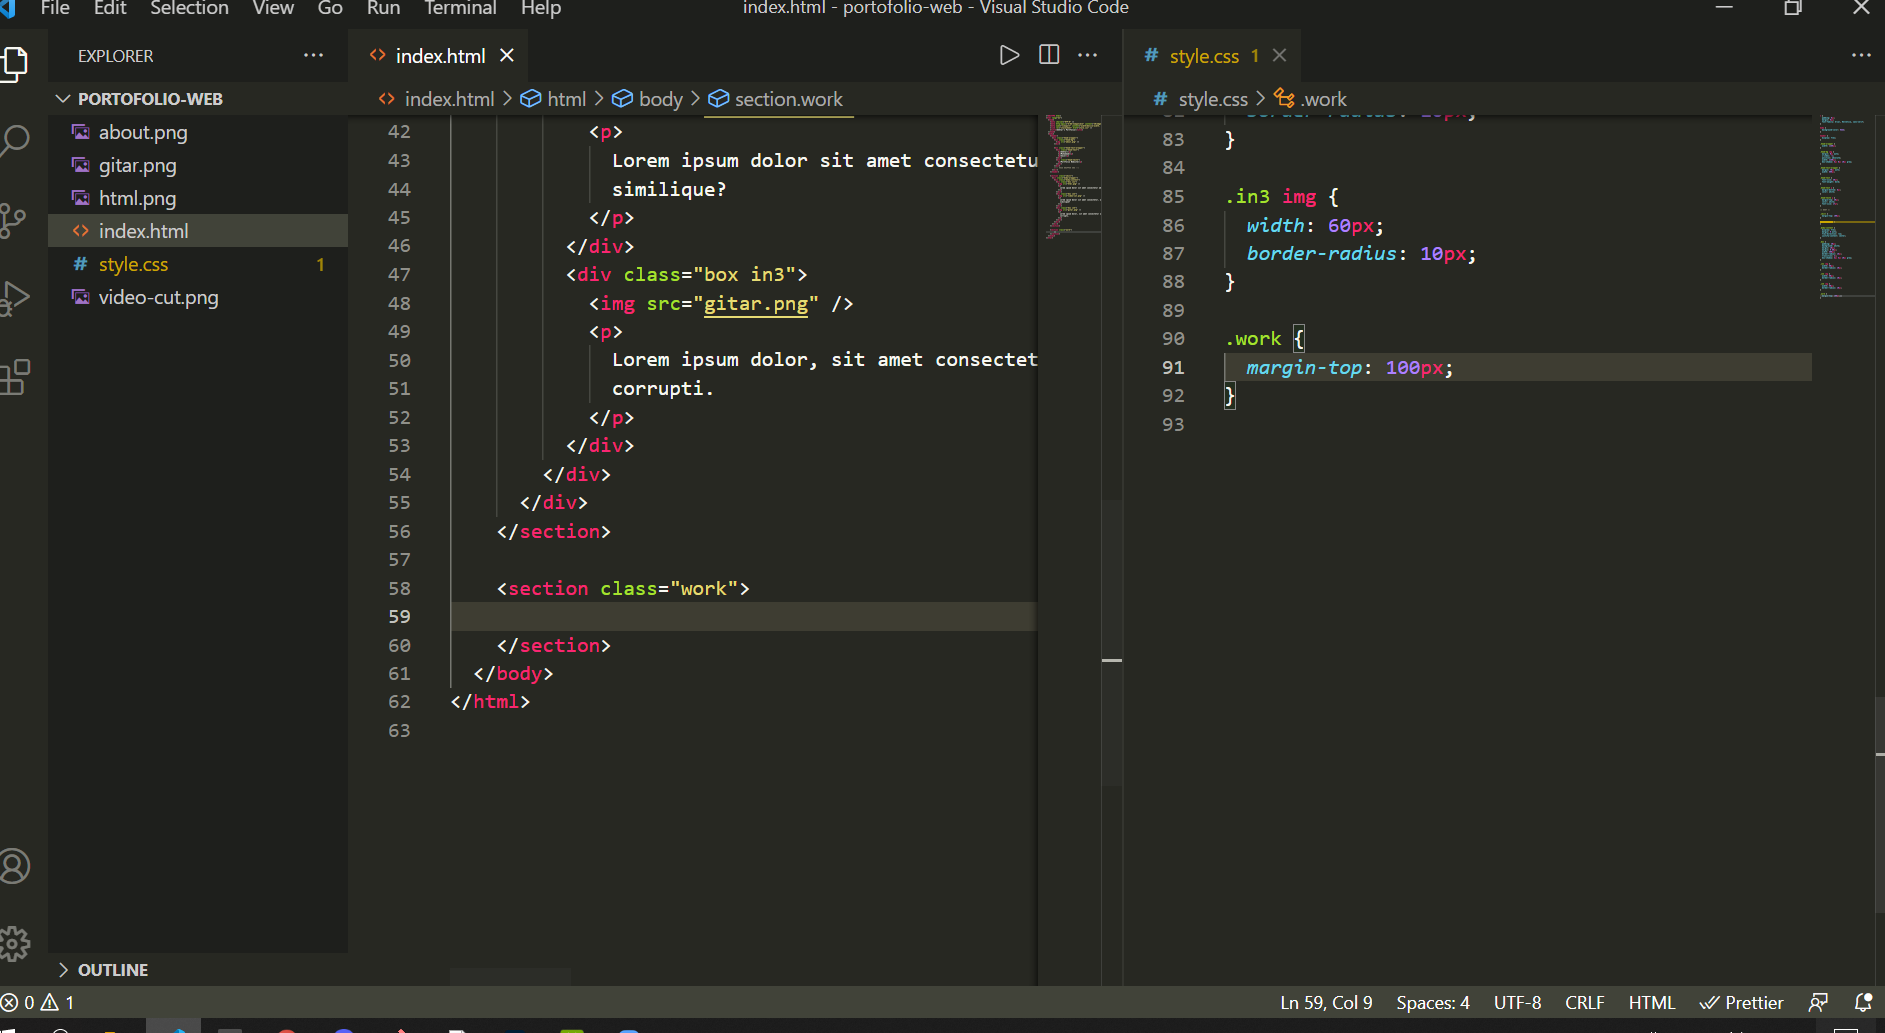 File Edit Selection View Go Run Terminal Help
index.html - portofolio-web - Visual Studio Code
EXPLORER
PORTOFOLIO-WEB
about.png
gitar.png
html.png
index.html
style.css 1
video-cut.png
OUTLINE
index.html
index.html > html > body > section.work
42 <p>
43 Lorem ipsum dolor sit amet consectetu
44 similique?
45 </p>
46 </div>
47 <div class="box in3">
48 <img src="gitar.png" />
49 <p>
50 Lorem ipsum dolor, sit amet consectet
51 corrupti.
52 </p>
53 </div>
54 </div>
55 </div>
56 </section>
57
58 <section class="work">
59
60 </section>
61 </body>
62 </html>
63
style.css 1
style.css > .work
83 }
84
85 .in3 img {
86 width: 60px;
87 border-radius: 10px;
88 }
89
90 .work {
91 margin-top: 100px;
92 }
93
0 1
Ln 59, Col 9 Spaces: 4 UTF-8 CRLF HTML Prettier